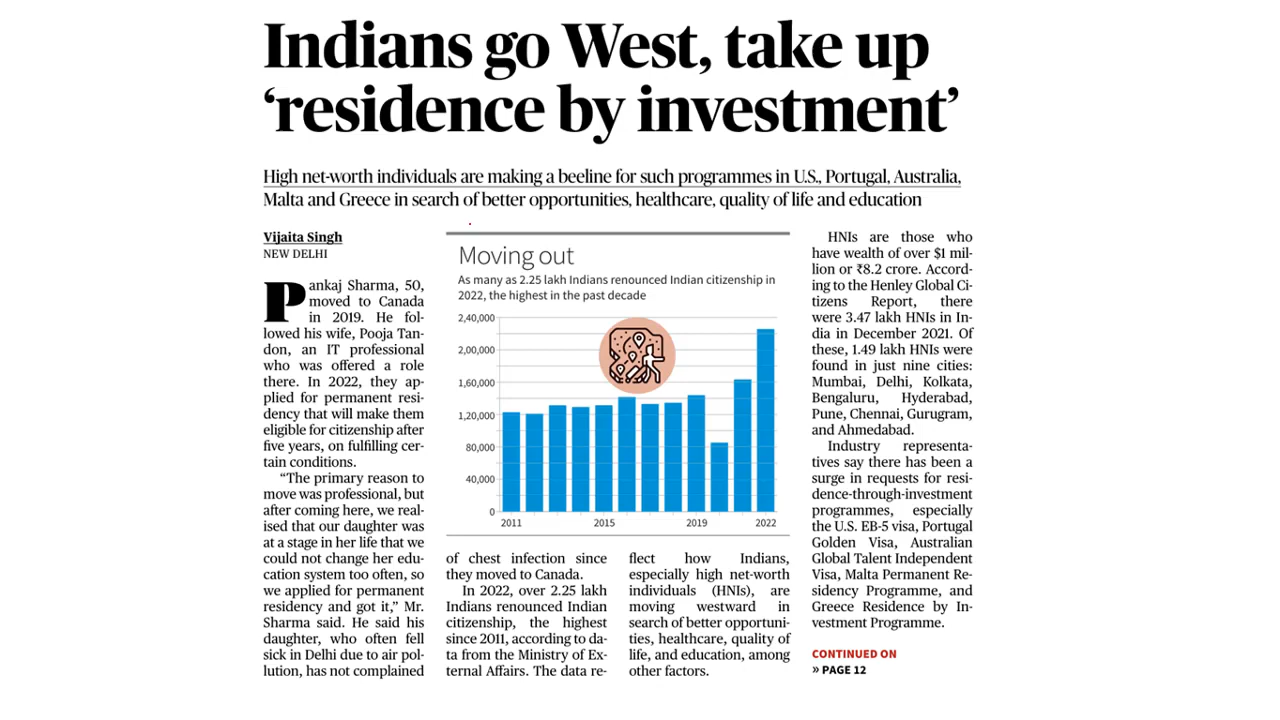 Indians go West, take up
‘residence by investment’
High net-worth individuals are making a beeline for such programmes in U.S., Portugal, Australia,
Malta and Greece in search of better opportunities, healthcare, quality of life and education
Vijaita Singh
NEW DELHI
Pankaj Sharma, 50,
moved to Canada
in 2019. He fol-
lowed his wife, Pooja Tan-
don, an IT professional
who was offered a role
there. In 2022, they ap-
plied for permanent resi-
dency that will make them
eligible for citizenship after
five years, on fulfilling cer-
tain conditions.
“The primary reason to
move was professional, but
after coming here, we real-
ised that our daughter was
at a stage in her life that we
could not change her edu-
cation system too often, so
we applied for permanent
residency and got it,” Mr.
Sharma said. He said his
daughter, who often fell
sick in Delhi due to air pol-
lution, has not complained
Moving out
As many as 2.25 lakh Indians renounced Indian citizenship in
2022, the highest in the past decade
2,40,000
2,00,000
1,60,000
1,20,000
80,000
40,000
0
2011 2015 2019 2022
of chest infection since
they moved to Canada.
In 2022, over 2.25 lakh
Indians renounced Indian
citizenship, the highest
since 2011, according to da-
ta from the Ministry of Ex-
ternal Affairs. The data re-
flect how Indians,
especially high net-worth
individuals (HNIs), are
moving westward in
search of better opportuni-
ties, healthcare, quality of
life, and education, among
other factors.
HNIs are those who
have wealth of over $1 mil-
lion or ₹8.2 crore. Accord-
ing to the Henley Global Ci-
tizens Report, there
were 3.47 lakh HNIs in In-
dia in December 2021. Of
these, 1.49 lakh HNIs were
found in just nine cities:
Mumbai, Delhi, Kolkata,
Bengaluru, Hyderabad,
Pune, Chennai, Gurugram,
and Ahmedabad.
Industry representa-
tives say there has been a
surge in requests for resi-
dence-through-investment
programmes, especially
the U.S. EB-5 visa, Portugal
Golden Visa, Australian
Global Talent Independent
Visa, Malta Permanent Re-
sidency Programme, and
Greece Residence by In-
vestment Programme.
CONTINUED ON
» PAGE 12